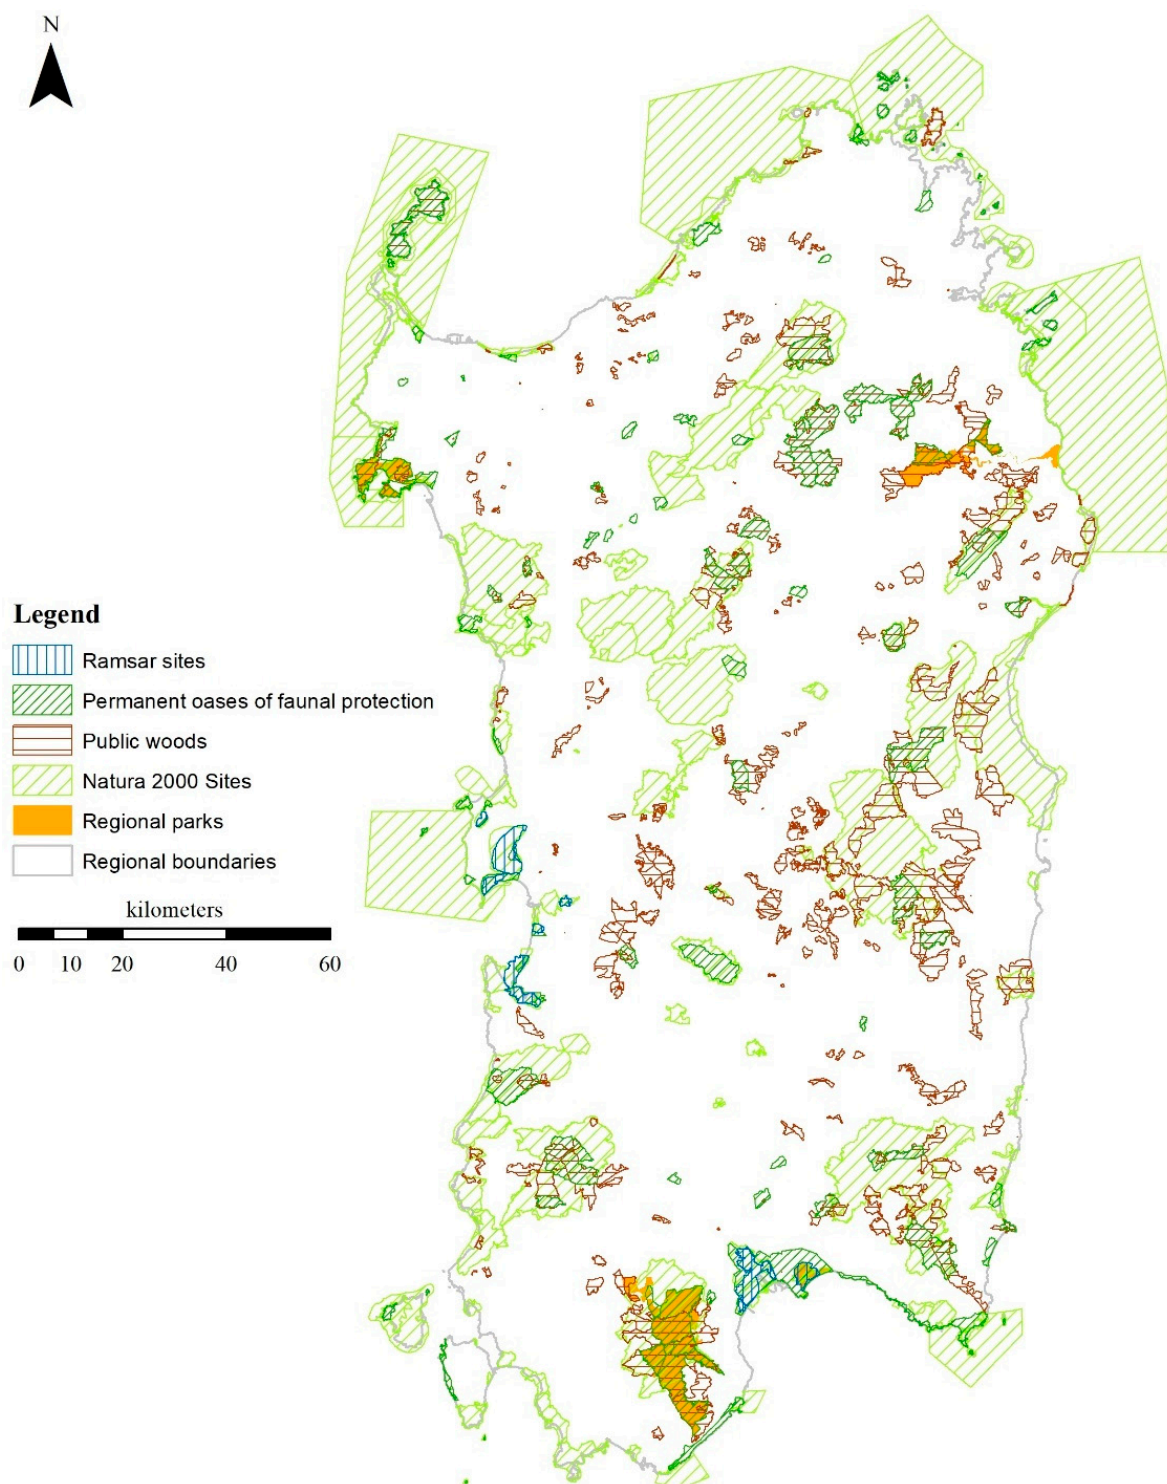 N
Legend
Ramsar sites
Permanent oases of faunal protection
Public woods
Natura 2000 Sites
Regional parks
Regional boundaries
kilometers
0 10 20 40 60